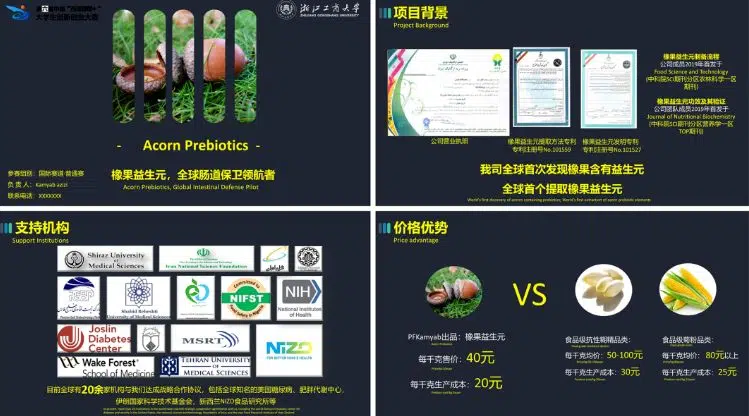 第六届中国"互联网+"
大学生创新创业大赛
浙江工商大学
- Acorn Prebiotics -
参赛组别：国际赛道-普通赛
负 责 人：Kamyab azizi
联系电话：XXXXXXX
橡果益生元，全球肠道保卫领航者
Acorn Prebiotics, Global Intestinal Defense Pilot
项目背景
Project Background
公司营业执照
橡果益生元提取方法专利
专利注册号No.101559
橡果益生元发明专利
专利注册号No.101527
橡果益生元制备流程
公司成员2019年首发于
Food Science and Technology
(中科院SCI期刊分区农林科学一区
期刊)
橡果益生元功效及其验证
公司团队成员2019年首发于
Journal of Nutritional Biochemistry
(中科院SCI期刊分区营养学一区
TOP期刊)
我司全球首次发现橡果含有益生元
全球首个提取橡果益生元
World's first discovery of acorns containing prebiotics; World's first extraction of acorn prebiotic elements
支持机构
Support Institutions
Shiraz University of
Medical Sciences
Iran National Science Foundation
Shahid Beheshti
University of Medical Sciences
NIFST
NIH
National Institutes
of Health
Joslin
Diabetes
Center
MSRT
NIZO
FOR BETTER FOOD & HEALTH
Wake Forest
School of Medicine
TEHRAN UNIVERSITY
OF
MEDICAL SCIENCES
目前全球有20余家机构与我们达成战略合作协议，包括全球知名的美国糖尿病、肥胖代谢中心，
伊朗国家科学技术基金会，新西兰NIZO食品研究所等
价格优势
Price advantage
VS
PFKamyab出品：橡果益生元
每千克售价：40元
每千克生产成本：20元
食品级抗性糊精品类：
每千克均价：50-100元
每千克生产成本：30元
食品级菊粉品类：
每千克均价：80元以上
每千克生产成本：25元